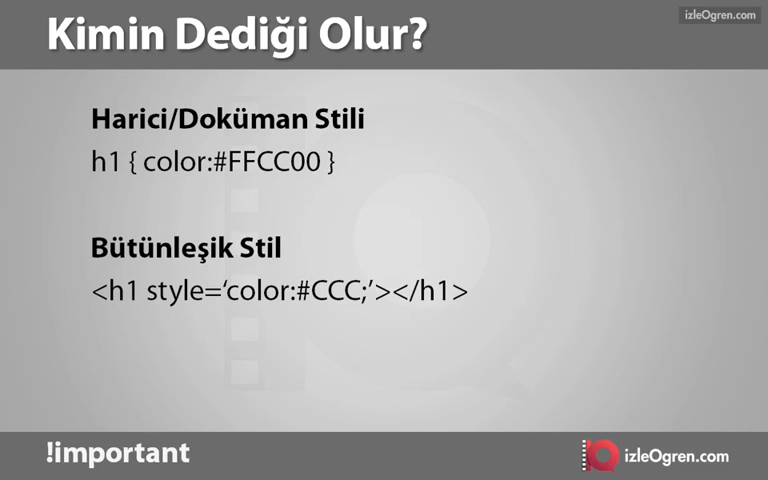 izleOgren.com
Kimin Dediği Olur?
Harici/Doküman Stili
h1 { color:#FFCC00 }
Bütünleşik Stil
<h1 style=‘color:#CCC;’></h1>
!important
izleOgren.com